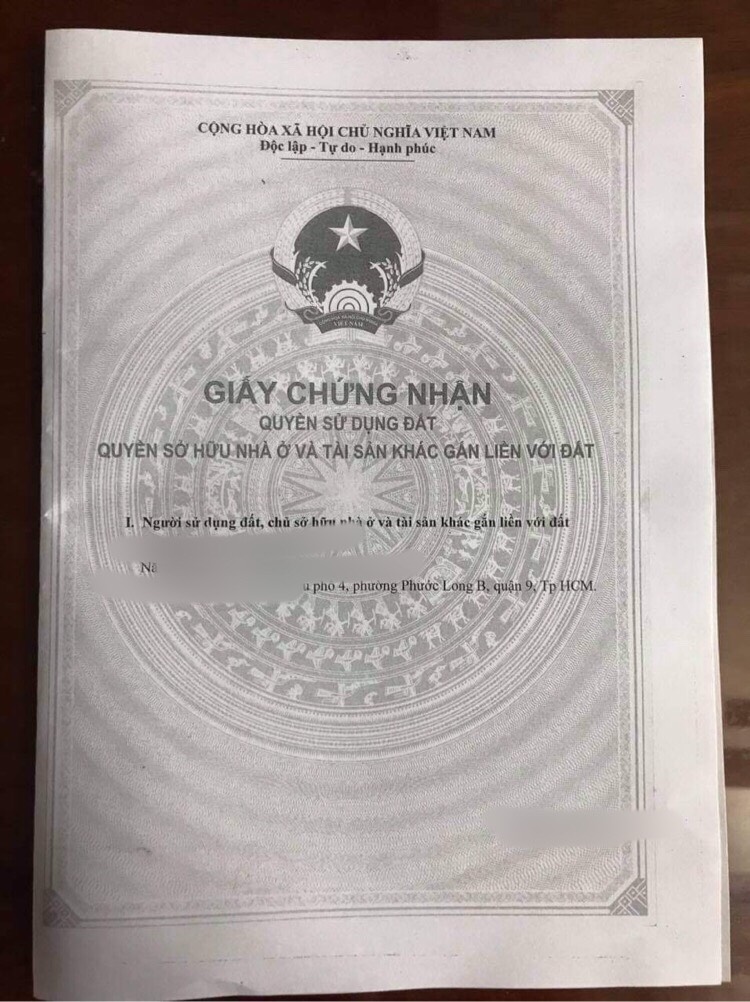 CỘNG HÒA XÃ HỘI CHỦ NGHĨA VIỆT NAM
Độc lập - Tự do - Hạnh phúc
VIỆT NAM
GIẤY CHỨNG NHẬN
QUYỀN SỬ DỤNG ĐẤT
QUYỀN SỞ HỮU NHÀ Ở VÀ TÀI SẢN KHÁC GẮN LIỀN VỚI ĐẤT
I. Người sử dụng đất, chủ sở hữu nhà ở và tài sản khác gắn liền với đất
phố 4, phường Phước Long B, quận 9, Tp HCM.